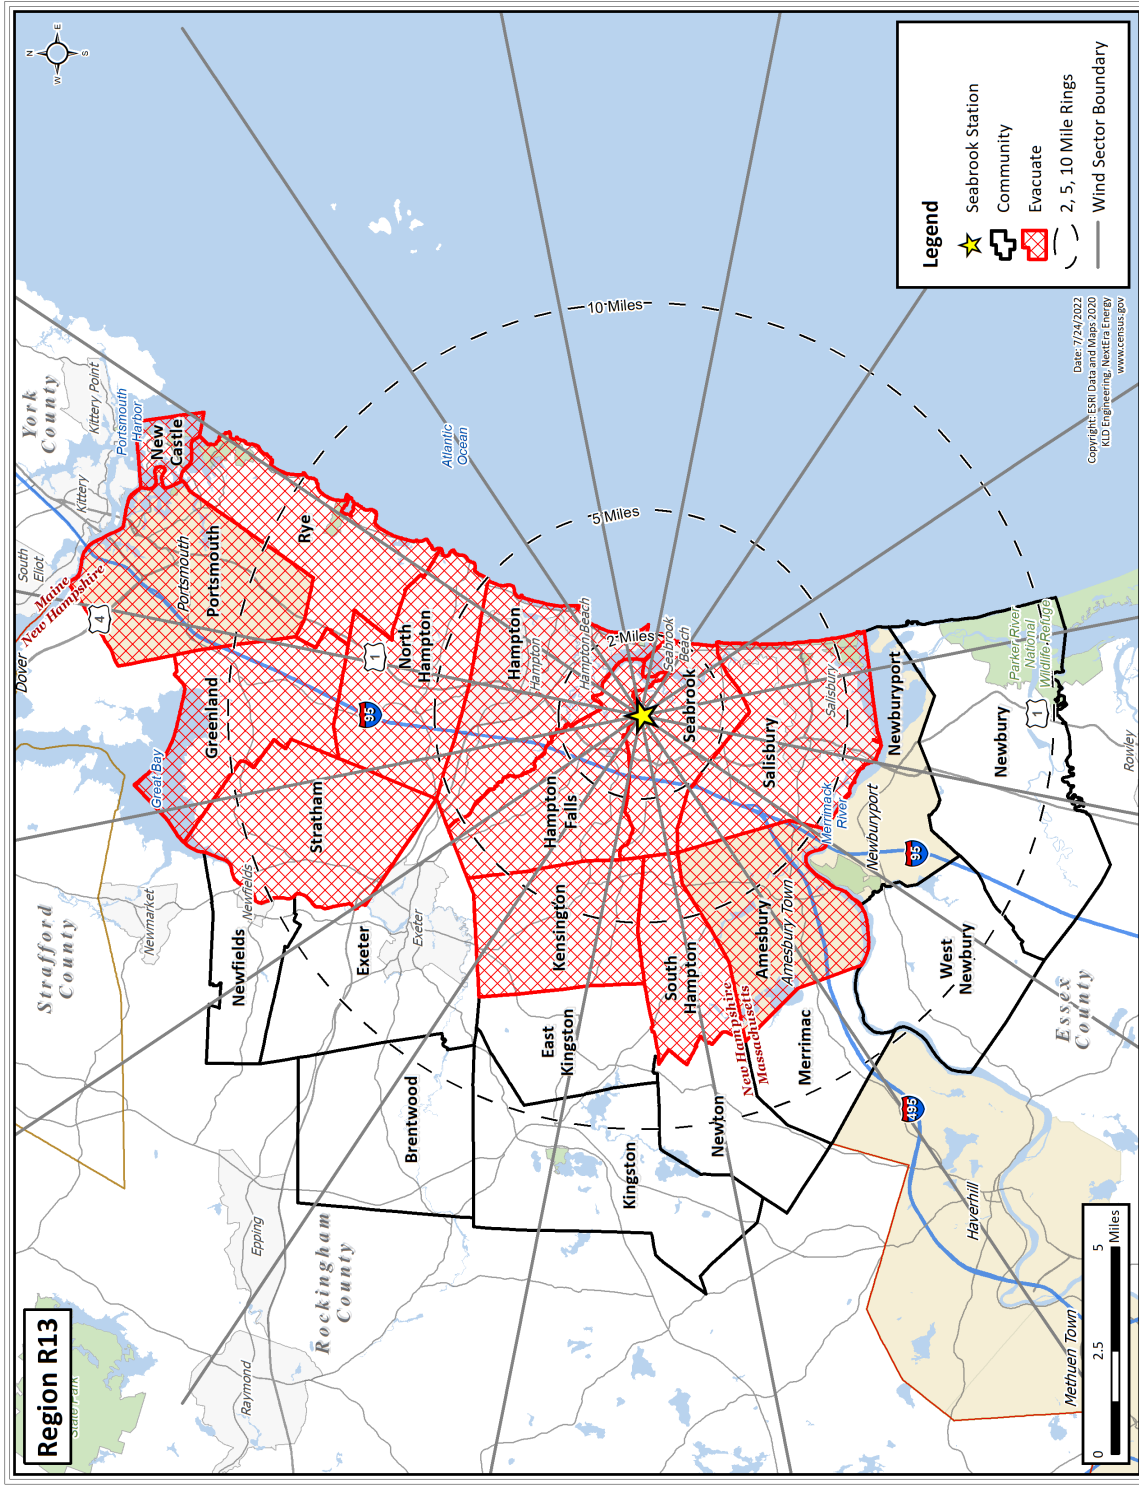 Region R13
N
E
S
W
York
County
Kittery Point
Portsmouth
Harbor
Kittery
South
Eliot
Maine
New Hampshire
Dover
4
New
Castle
Portsmouth
Portsmouth
Rye
Strafford
County
Great Bay
Greenland
1
95
North
Hampton
Stratham
Newmarket
Newfields
Newfields
Exeter
Exeter
Hampton
Hampton
Hampton Beach
Atlantic
Ocean
10 Miles
5 Miles
2 Miles
Seabrook
Beach
Seabrook
Hampton
Falls
Kensington
East
Kingston
Brentwood
Kingston
Newton
Epping
Raymond
Rockingham
County
State Park
South
Hampton
New Hampshire
Massachusetts
Merrimac
Amesbury
Amesbury Town
Salisbury
Salisbury
Merrimack
River
Newburyport
Newburyport
95
Newbury
Parker River
National
Wildlife Refuge
1
Rowley
West
Newbury
Essex
County
495
Haverhill
Methuen Town
0
2.5
5
Miles
Legend
Seabrook Station
Community
Evacuate
2, 5, 10 Mile Rings
Wind Sector Boundary
Date: 7/24/2022
Copyright: ESRI Data and Maps 2020
KLD Engineering, NextEra Energy
www.census.gov